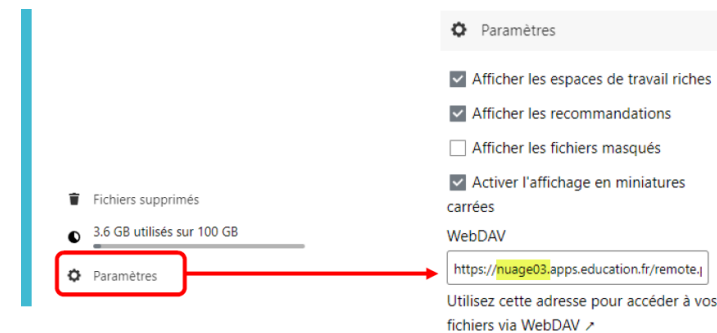 Fichiers supprimés
3.6 GB utilisés sur 100 GB
Paramètres
Paramètres
Afficher les espaces de travail riches
Afficher les recommandations
Afficher les fichiers masqués
Activer l'affichage en miniatures
carrées
WebDAV
https://nuage03.apps.education.fr/remote.p
Utilisez cette adresse pour accéder à vos
fichiers via WebDAV ↗